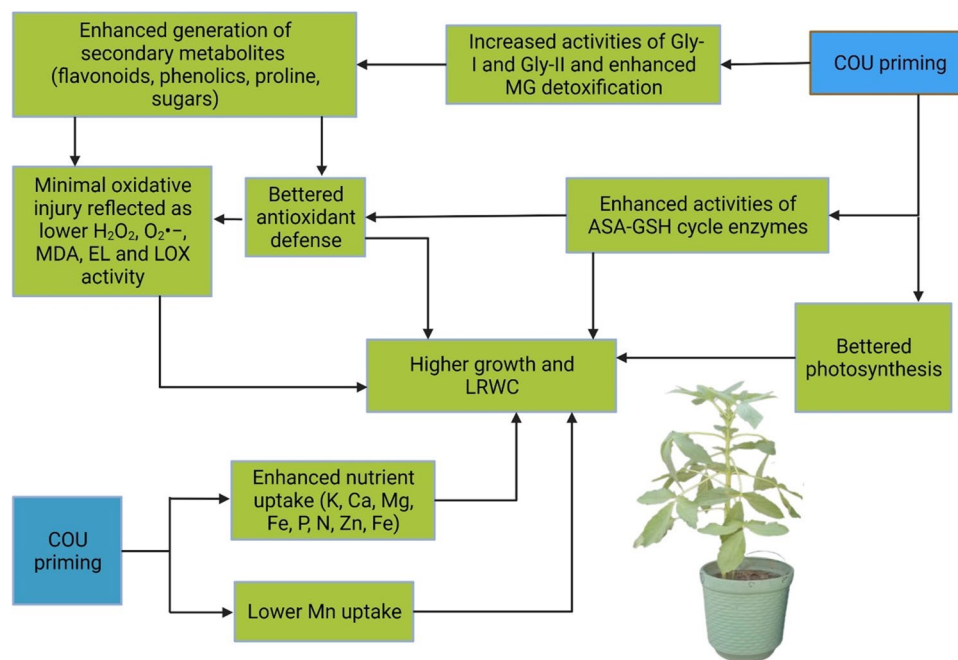 Enhanced generation of
secondary metabolites
(flavonoids, phenolics, proline,
sugars)
Increased activities of Gly-
I and Gly-II and enhanced
MG detoxification
COU priming
Minimal oxidative
injury reflected as
lower H₂O₂, O₂•−,
MDA, EL and LOX
activity
Bettered
antioxidant
defense
Enhanced activities of
ASA-GSH cycle enzymes
Higher growth and
LRWC
Bettered
photosynthesis
COU
priming
Enhanced nutrient
uptake (K, Ca, Mg,
Fe, P, N, Zn, Fe)
Lower Mn uptake